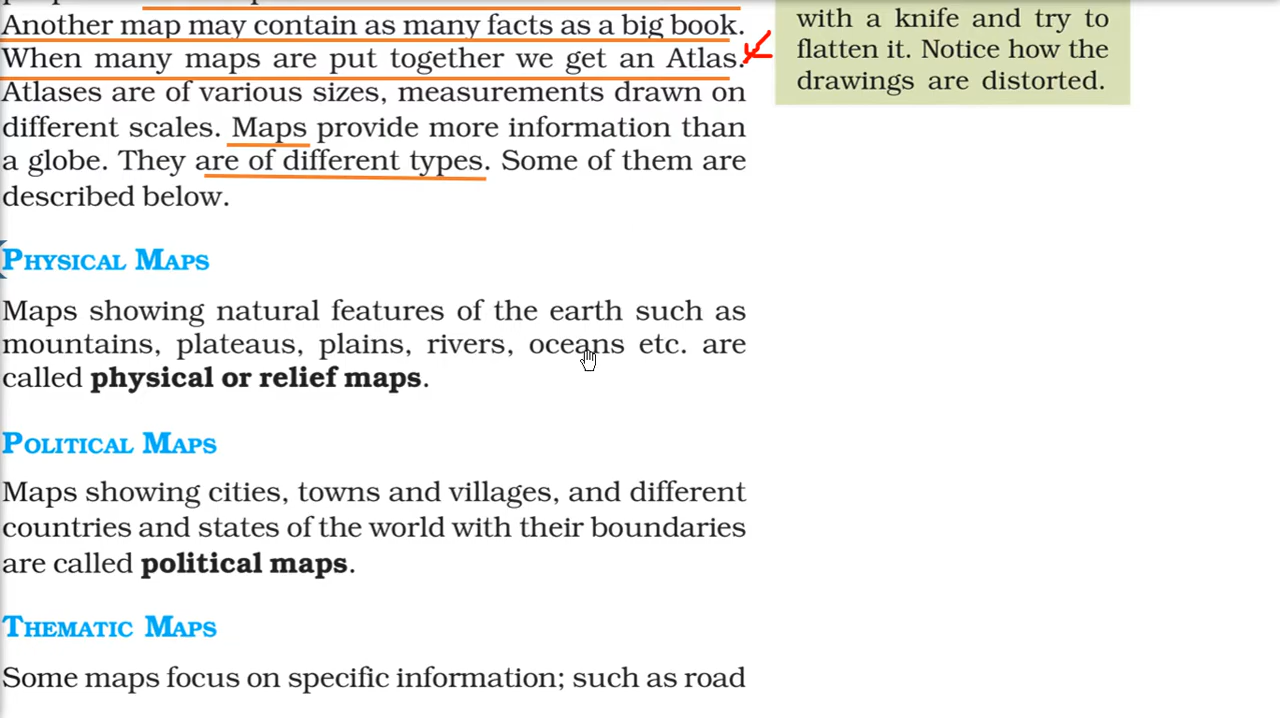 Another map may contain as many facts as a big book.
When many maps are put together we get an Atlas.
Atlases are of various sizes, measurements drawn on
different scales. Maps provide more information than
a globe. They are of different types. Some of them are
described below.
PHYSICAL MAPS
Maps showing natural features of the earth such as
mountains, plateaus, plains, rivers, oceans etc. are
called physical or relief maps.
POLITICAL MAPS
Maps showing cities, towns and villages, and different
countries and states of the world with their boundaries
are called political maps.
THEMATIC MAPS
Some maps focus on specific information; such as road
with a knife and try to
flatten it. Notice how the
drawings are distorted.